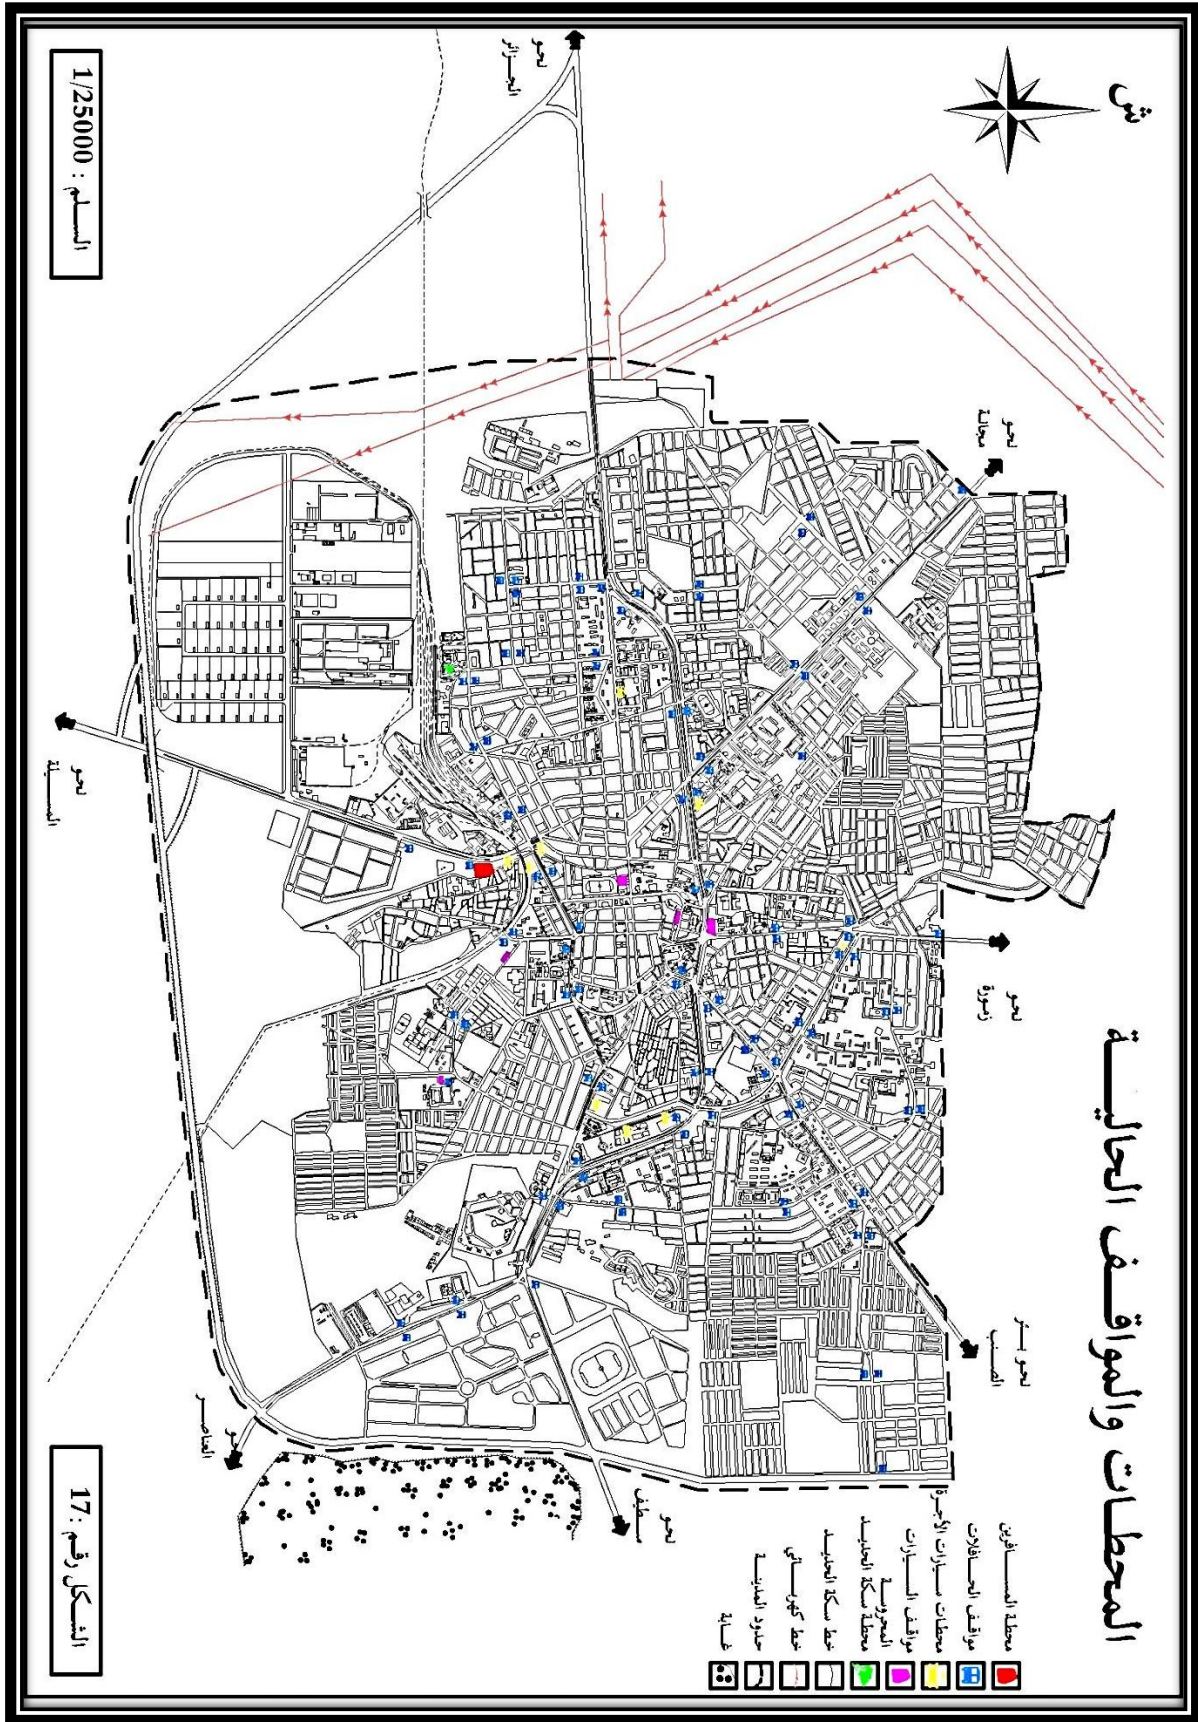 المحطات والمواقف الحالية
ش
نحو
مجانة
نحو
زمورة
نحو بئر
الصنب
نحو
الجزائر
نحو
المسيلة
نحو
العناصر
نحو
سطيف
محطة المسافرين
مواقف الحافلات
محطات سيارات الأجرة
مواقف السيارات
المحروسة
محطة سكة الحديد
خط سكة الحديد
خط كهربائي
حدود المدينة
غابة
السلم : 1/25000
الشكل رقم : 17